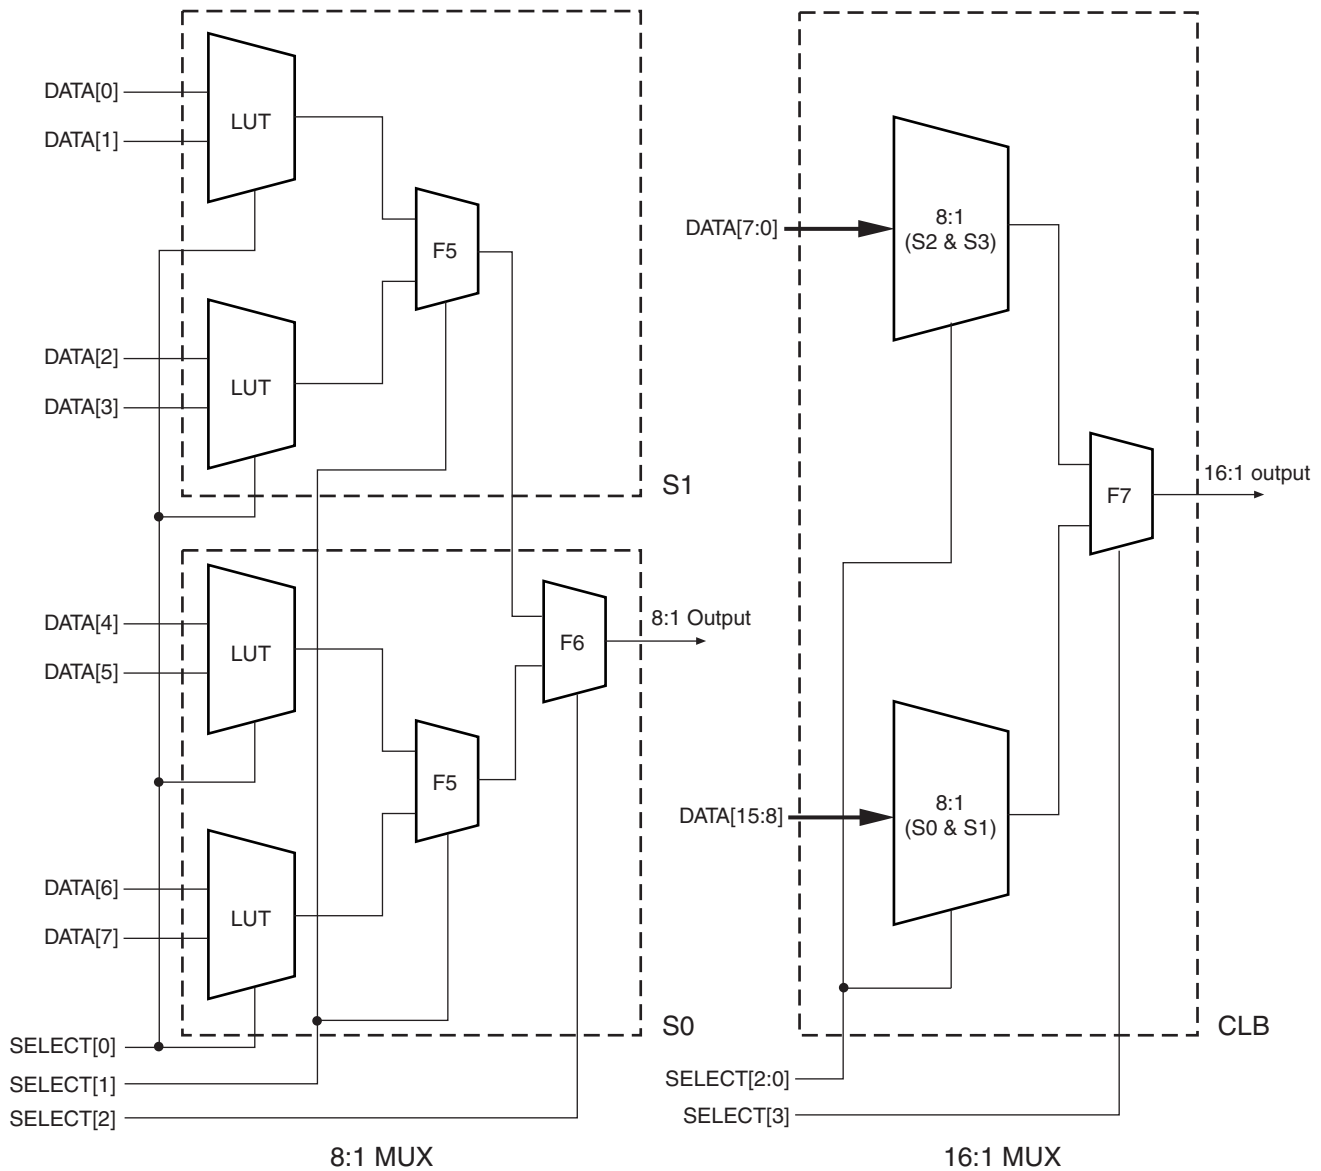 DATA[0]
DATA[1]
LUT
F5
DATA[2]
DATA[3]
LUT
S1
DATA[4]
DATA[5]
LUT
F6
8:1 Output
F5
DATA[6]
DATA[7]
LUT
S0
SELECT[0]
SELECT[1]
SELECT[2]
8:1 MUX
DATA[7:0]
8:1
(S2 & S3)
F7
16:1 output
DATA[15:8]
8:1
(S0 & S1)
CLB
SELECT[2:0]
SELECT[3]
16:1 MUX